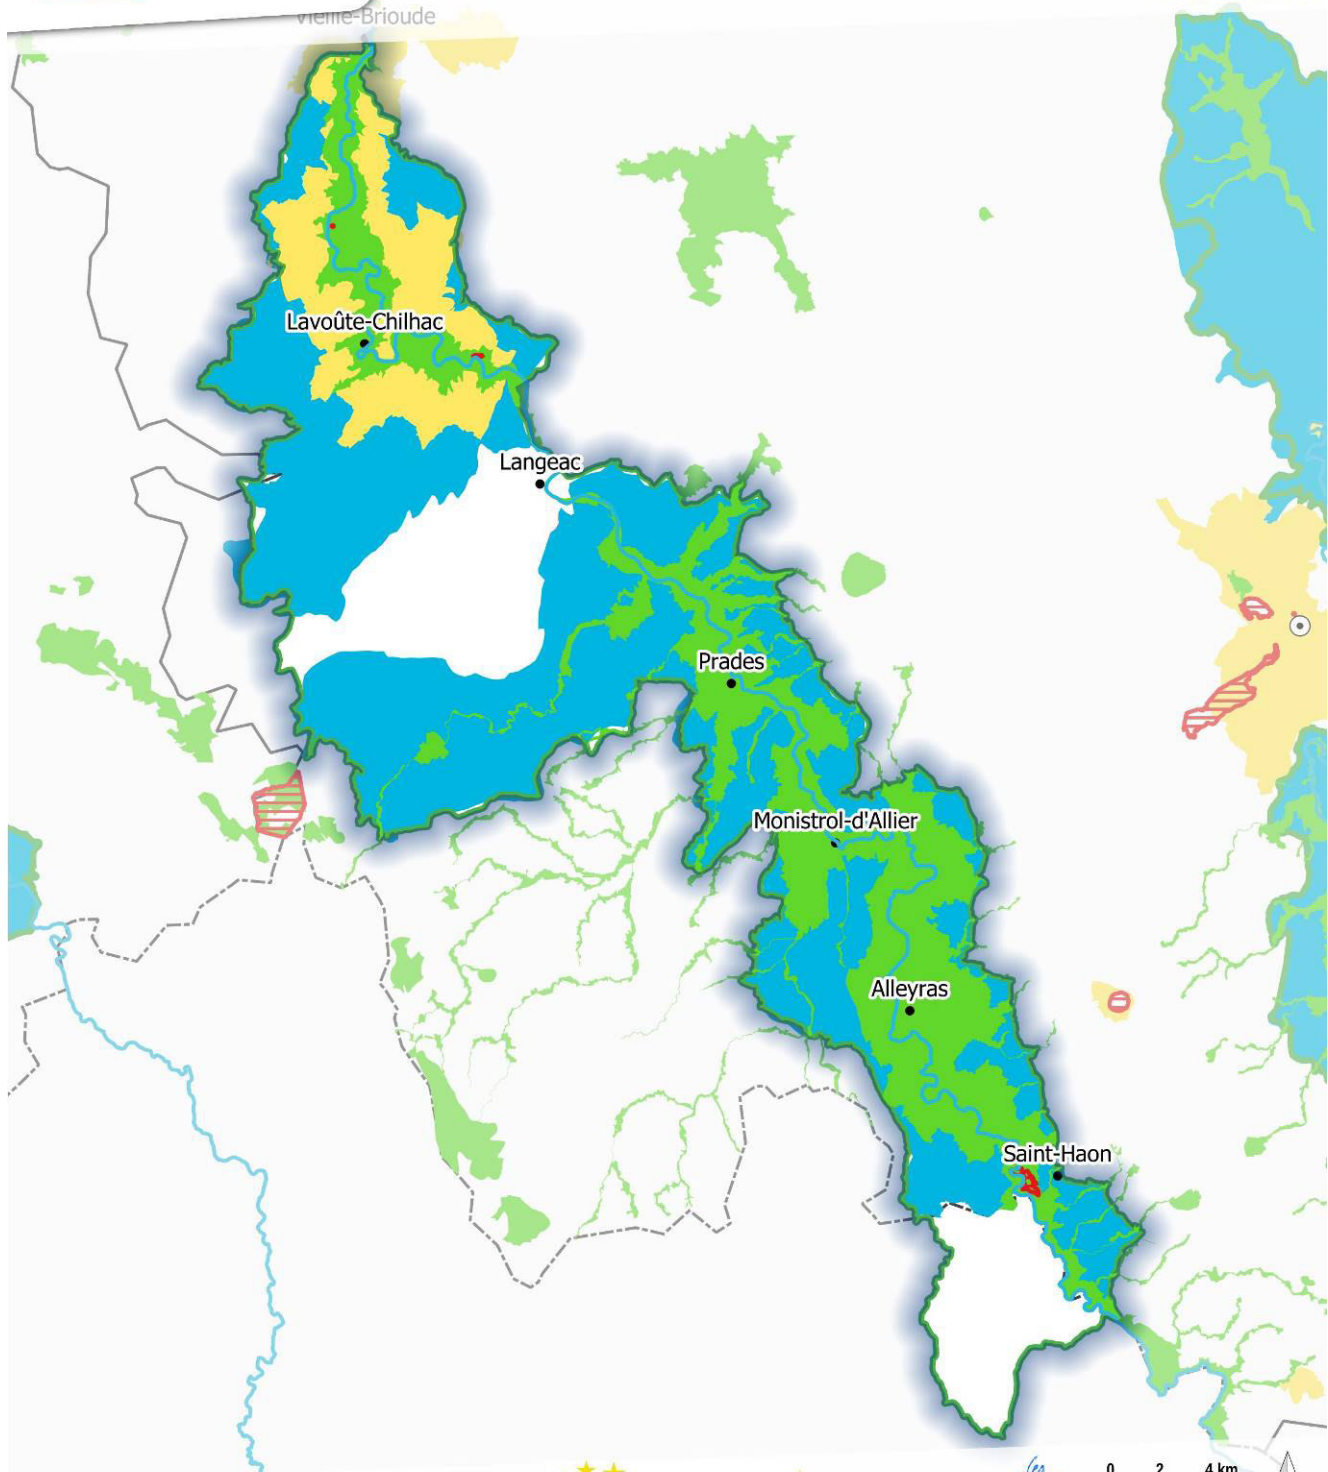 Vieille-Brioude
Lavoûte-Chilhac
Langeac
Prades
Monistrol-d'Allier
Alleyras
Saint-Haon
0 2 4 km